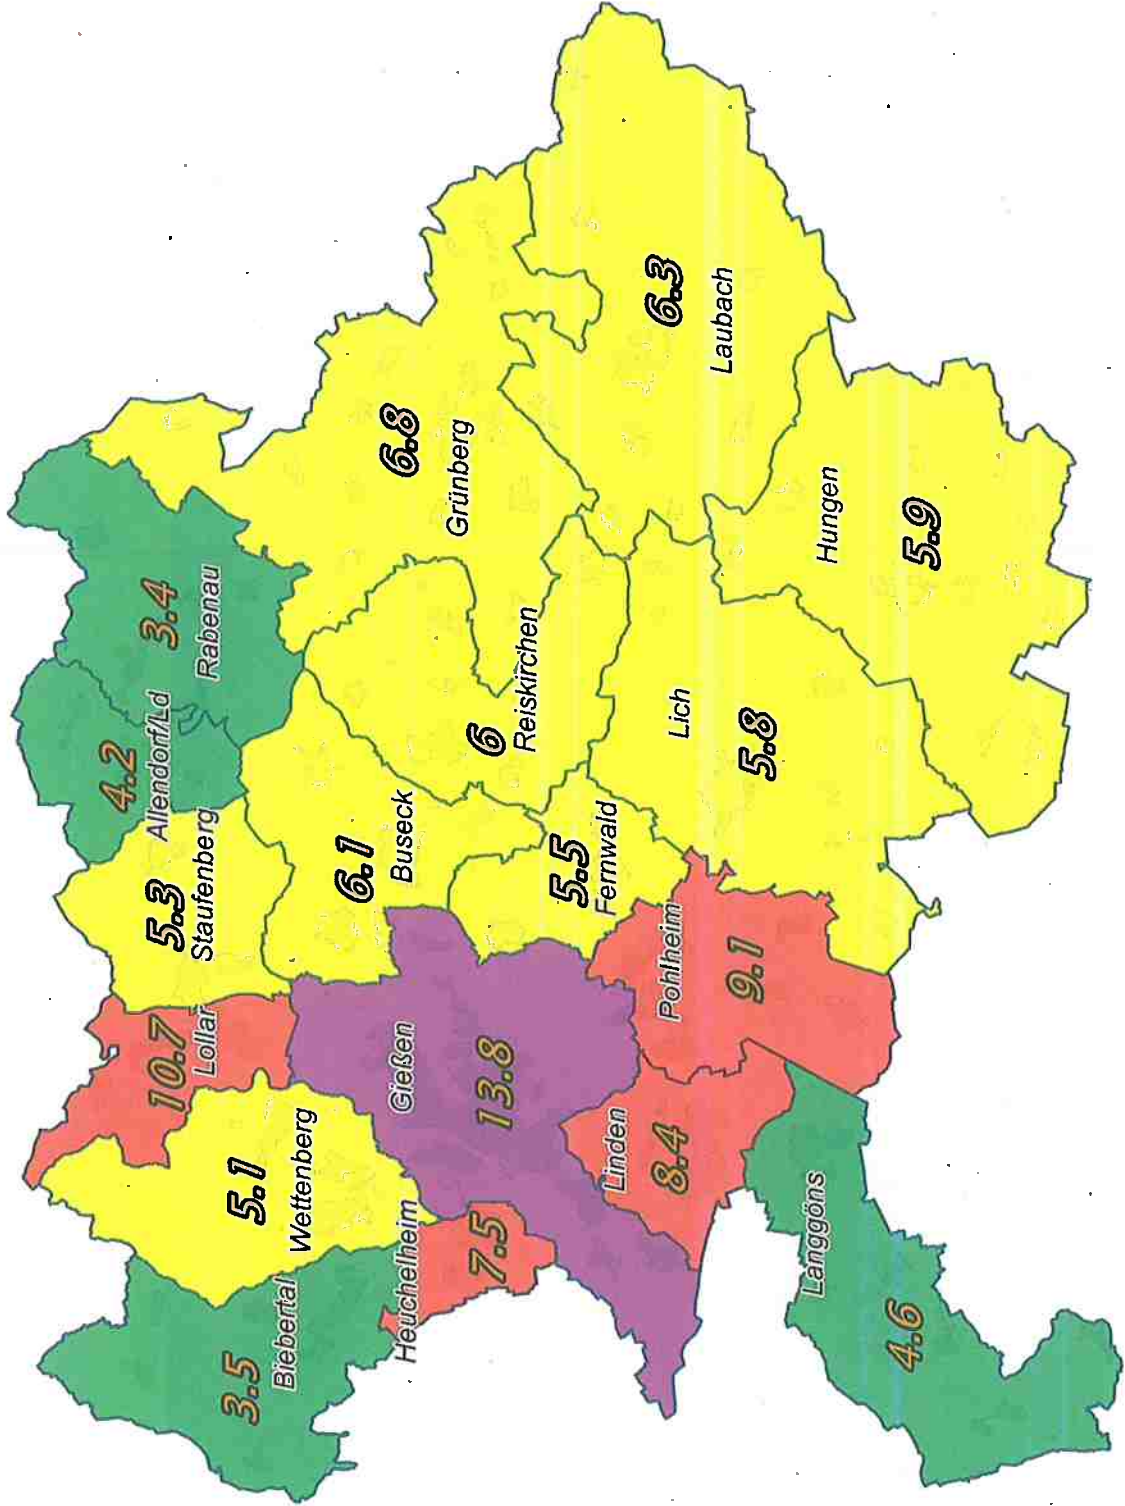 3.4
Rabenau
4.2
Allendorf/Ld
5.3
Staufenberg
10.7
Lollar
5.1
Wettenberg
3.5
Biebertal
6.8
Grünberg
6
Reiskirchen
6.1
Buseck
Gießen
13.8
Heuchelheim
7.5
6.3
Laubach
5.5
Fernwald
Lich
5.8
Pohlheim
9.1
Linden
8.4
Hungen
5.9
Langgöns
4.6